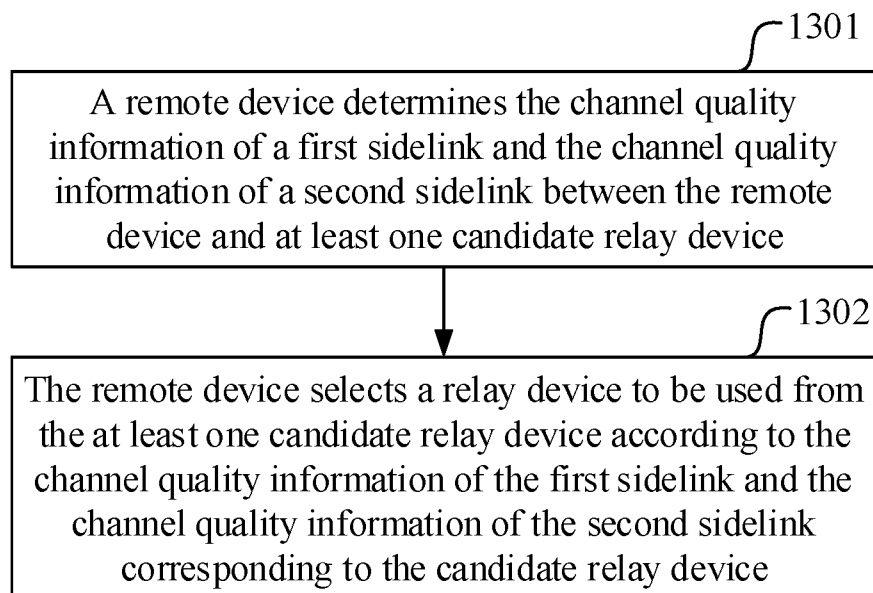 1301
A remote device determines the channel quality
information of a first sidelink and the channel quality
information of a second sidelink between the remote
device and at least one candidate relay device
1302
The remote device selects a relay device to be used from
the at least one candidate relay device according to the
channel quality information of the first sidelink and the
channel quality information of the second sidelink
corresponding to the candidate relay device